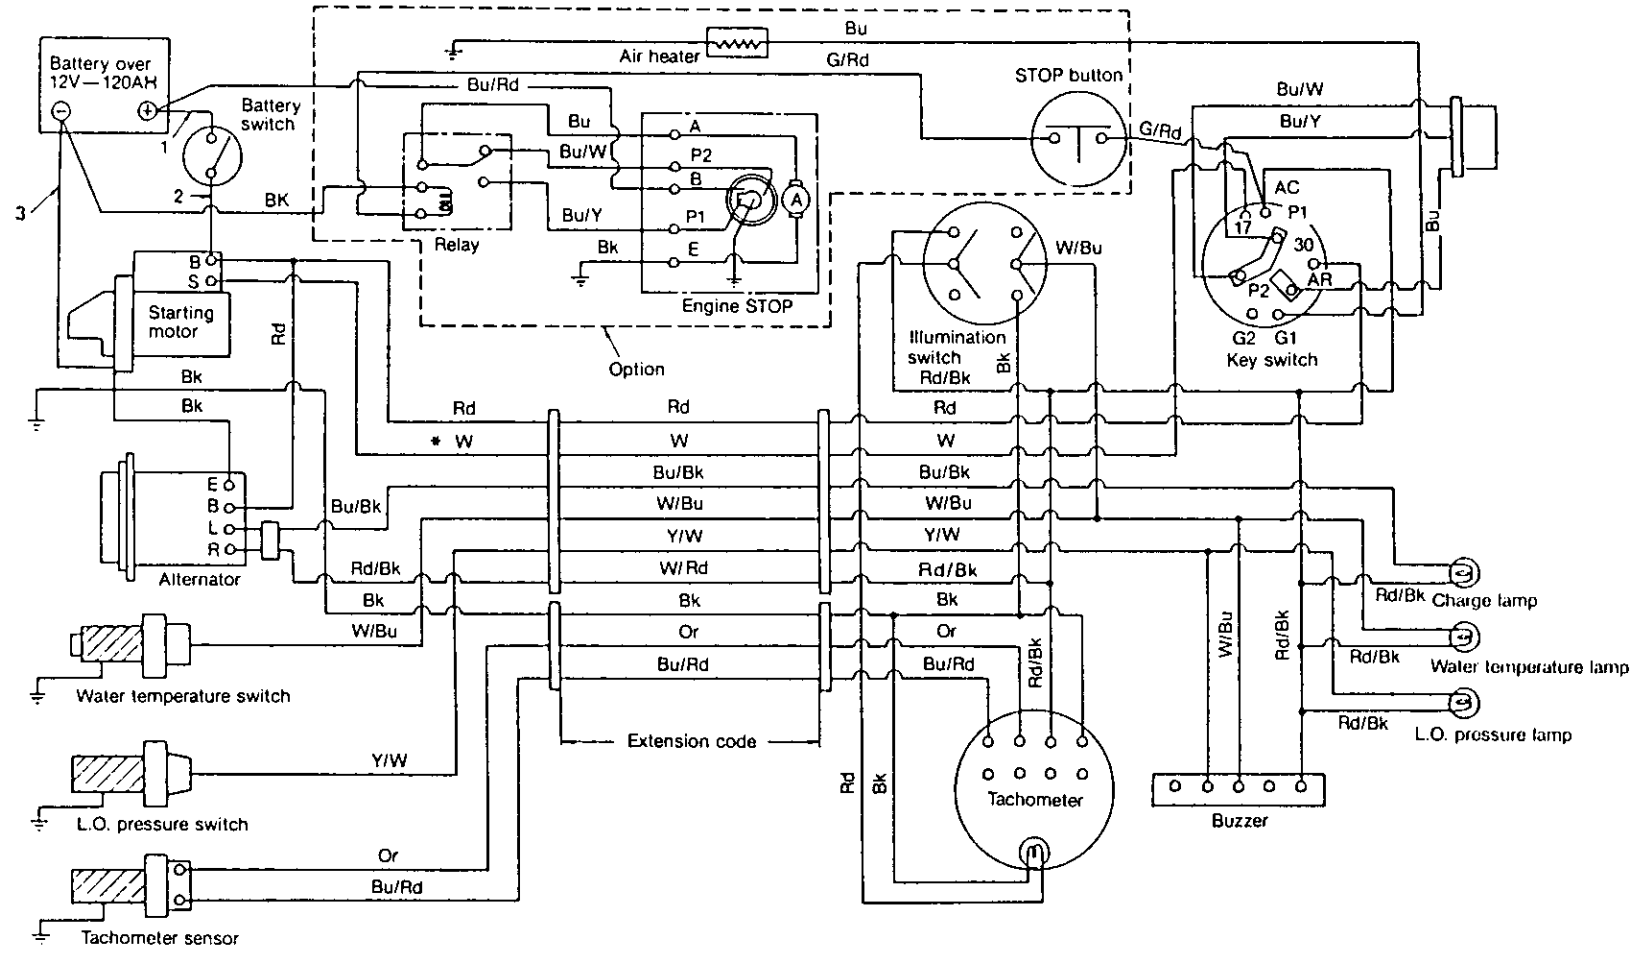 Battery over
12V—120AH
− +
Battery
switch
1
2
3
BK
Bu/Rd
Air heater
Bu
G/Rd
STOP button
G/Rd
Bu/W
Bu/Y
Bu
Bu
Bu/W
Bu/Y
Bk
A
P2
B
P1
E
A
Relay
Engine STOP
Option
AC
P1
17
30
AR
P2
G2 G1
Key switch
Bu
W/Bu
Illumination
switch
Rd/Bk
Bk
B
S
Starting
motor
Rd
Bk
Bk
Rd Rd Rd
* W W W
Bu/Bk Bu/Bk
W/Bu W/Bu
Y/W Y/W
Rd/Bk W/Rd Rd/Bk
Bk Bk Bk
W/Bu Or Or
Bu/Rd Bu/Rd
Bu/Bk
E
B
L
R
Alternator
Water temperature switch
Extension code
Y/W
L.O. pressure switch
Or
Bu/Rd
Tachometer sensor
Rd
Bk
Rd/Bk
Tachometer
W/Bu
Rd/Bk
Buzzer
Rd/Bk
Charge lamp
Rd/Bk
Water temperature lamp
Rd/Bk
L.O. pressure lamp